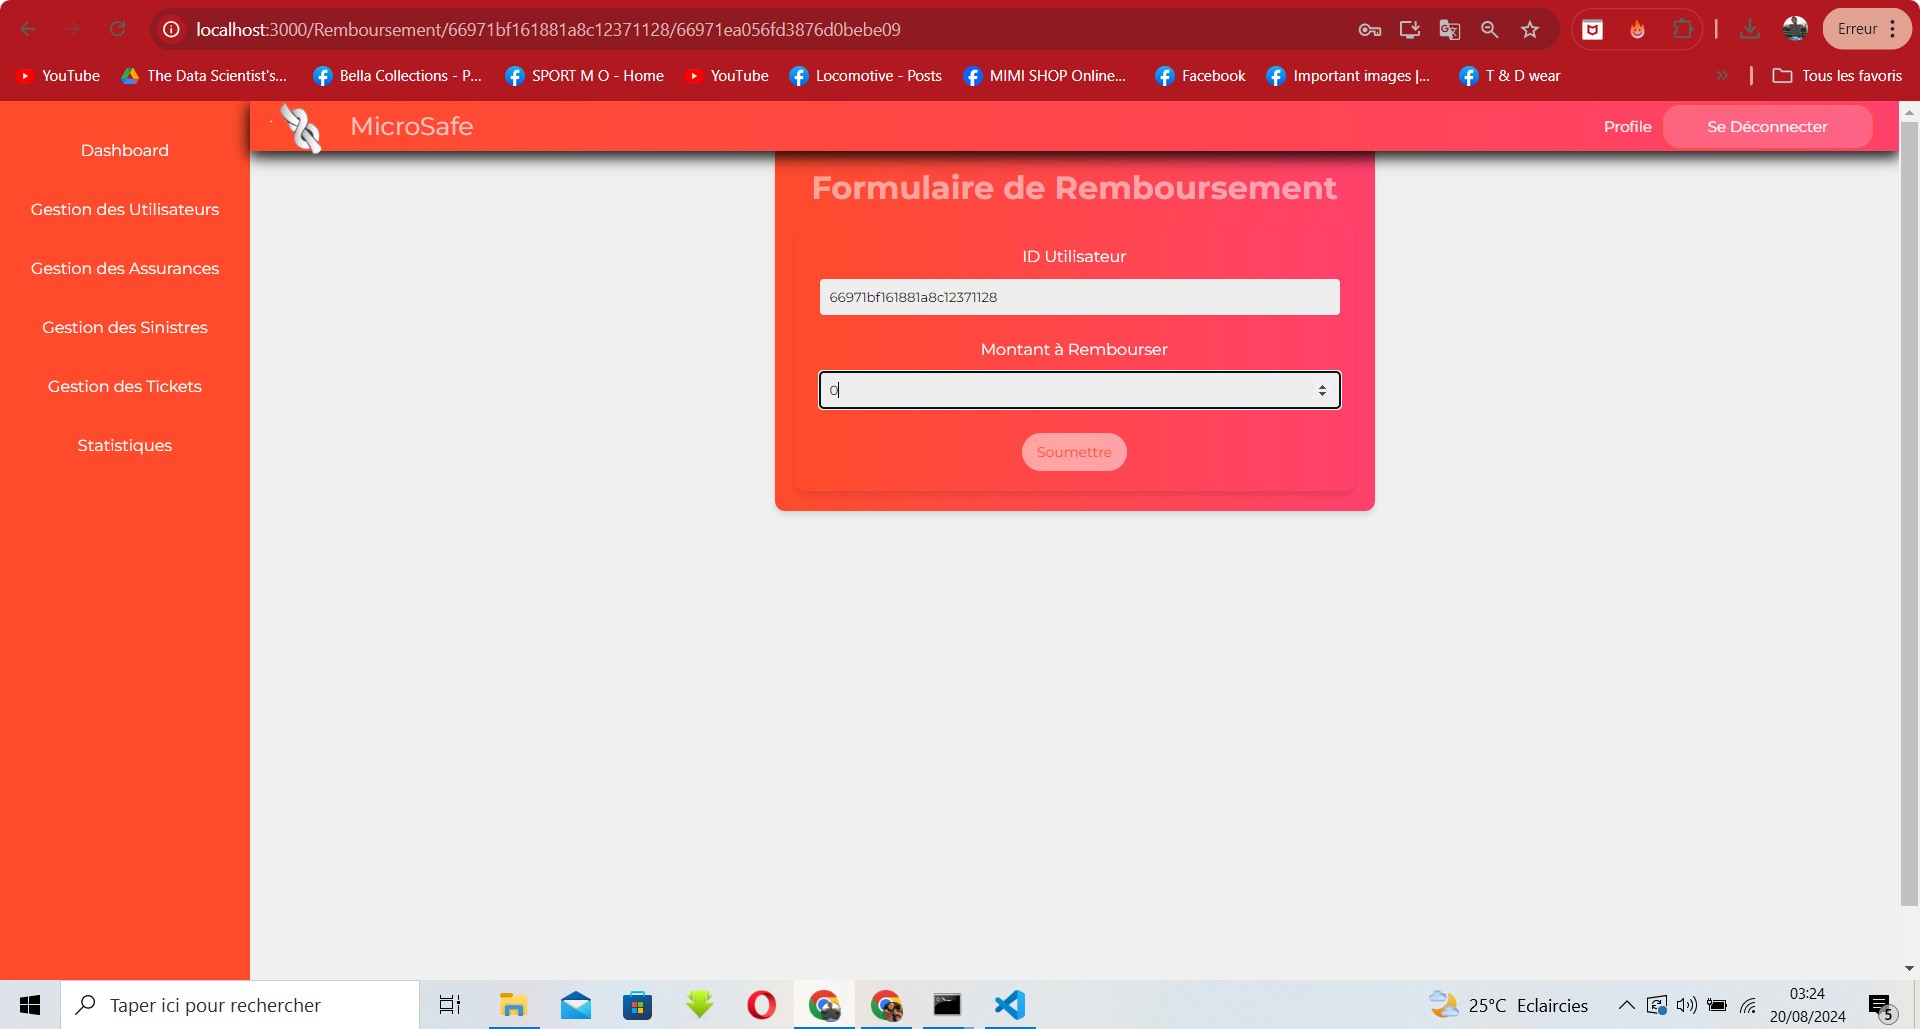 localhost:3000/Remboursement/66971bf161881a8c12371128/66971ea056fd3876d0bebe09
Erreur
YouTube
The Data Scientist's...
Bella Collections - P...
SPORT M O - Home
YouTube
Locomotive - Posts
MIMI SHOP Online...
Facebook
Important images |...
T & D wear
»
Tous les favoris
MicroSafe
Profile
Se Déconnecter
Dashboard
Gestion des Utilisateurs
Gestion des Assurances
Gestion des Sinistres
Gestion des Tickets
Statistiques
Formulaire de Remboursement
ID Utilisateur
66971bf161881a8c12371128
Montant à Rembourser
0
Soumettre
Taper ici pour rechercher
25°C Eclaircies
03:24
20/08/2024
5